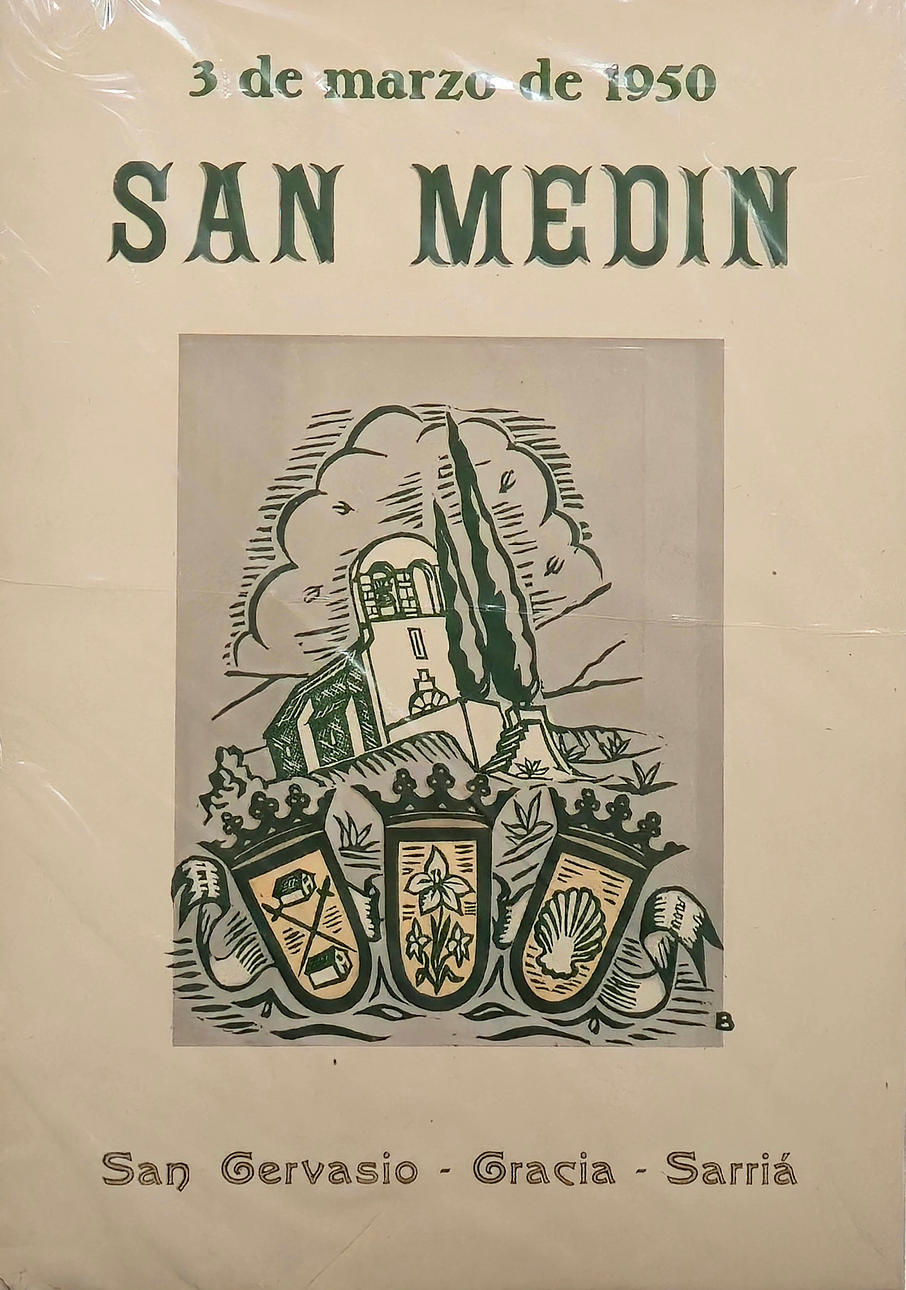 3 de marzo de 1950
SAN MEDIN
B
San Gervasio - Gracia - Sarriá